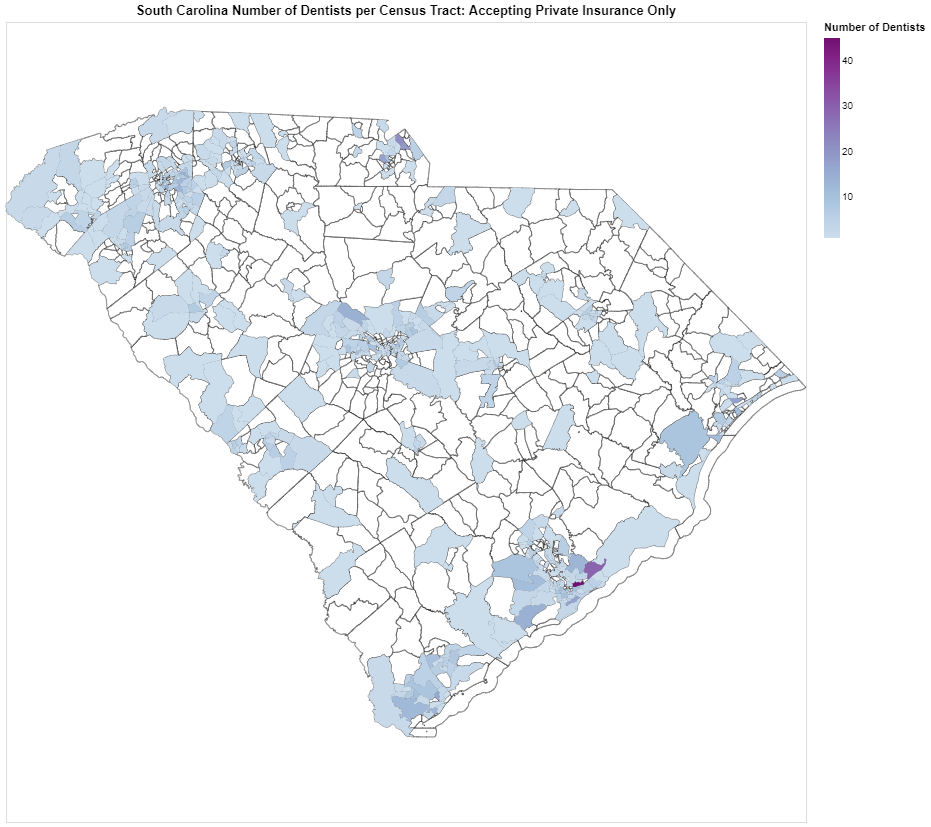 South Carolina Number of Dentists per Census Tract: Accepting Private Insurance Only
Number of Dentists
40
30
20
10